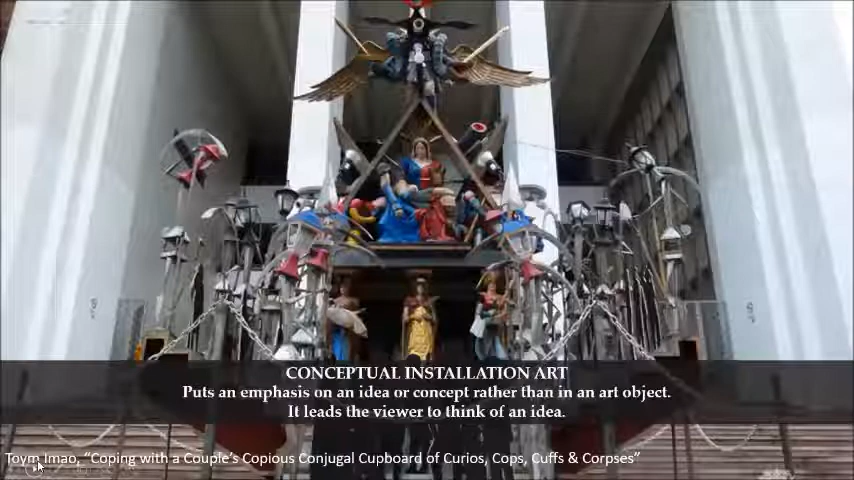 CONCEPTUAL INSTALLATION ART
Puts an emphasis on an idea or concept rather than in an art object.
It leads the viewer to think of an idea.
Toym Imao, “Coping with a Couple’s Copious Conjugal Cupboard of Curios, Cops, Cuffs & Corpses”